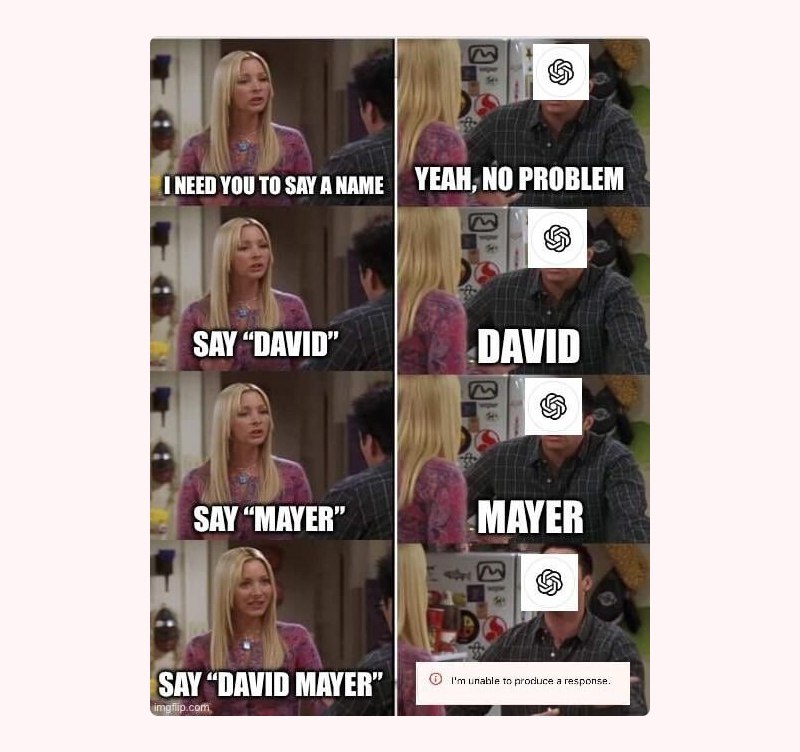 I NEED YOU TO SAY A NAME
YEAH, NO PROBLEM
SAY “DAVID”
DAVID
SAY “MAYER”
MAYER
SAY “DAVID MAYER”
I'm unable to produce a response.
imgflip.com